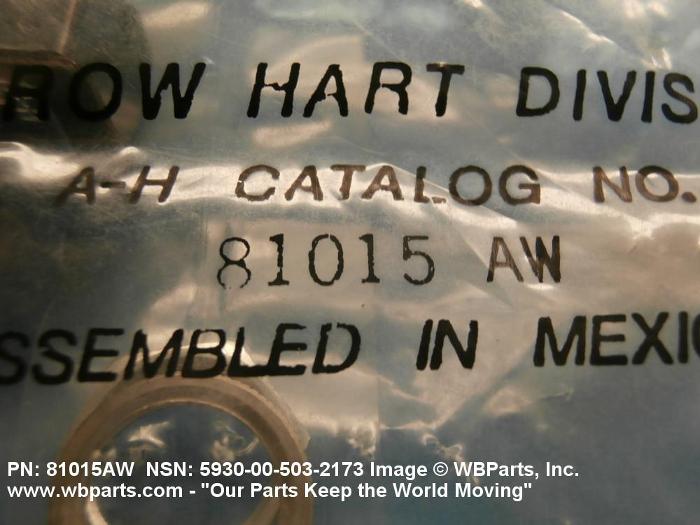 ROW HART DIVIS
A-H CATALOG NO.
81015 AW
SSEMBLED IN MEXIC
PN: 81015AW NSN: 5930-00-503-2173 Image © WBParts, Inc.
www.wbparts.com - "Our Parts Keep the World Moving"